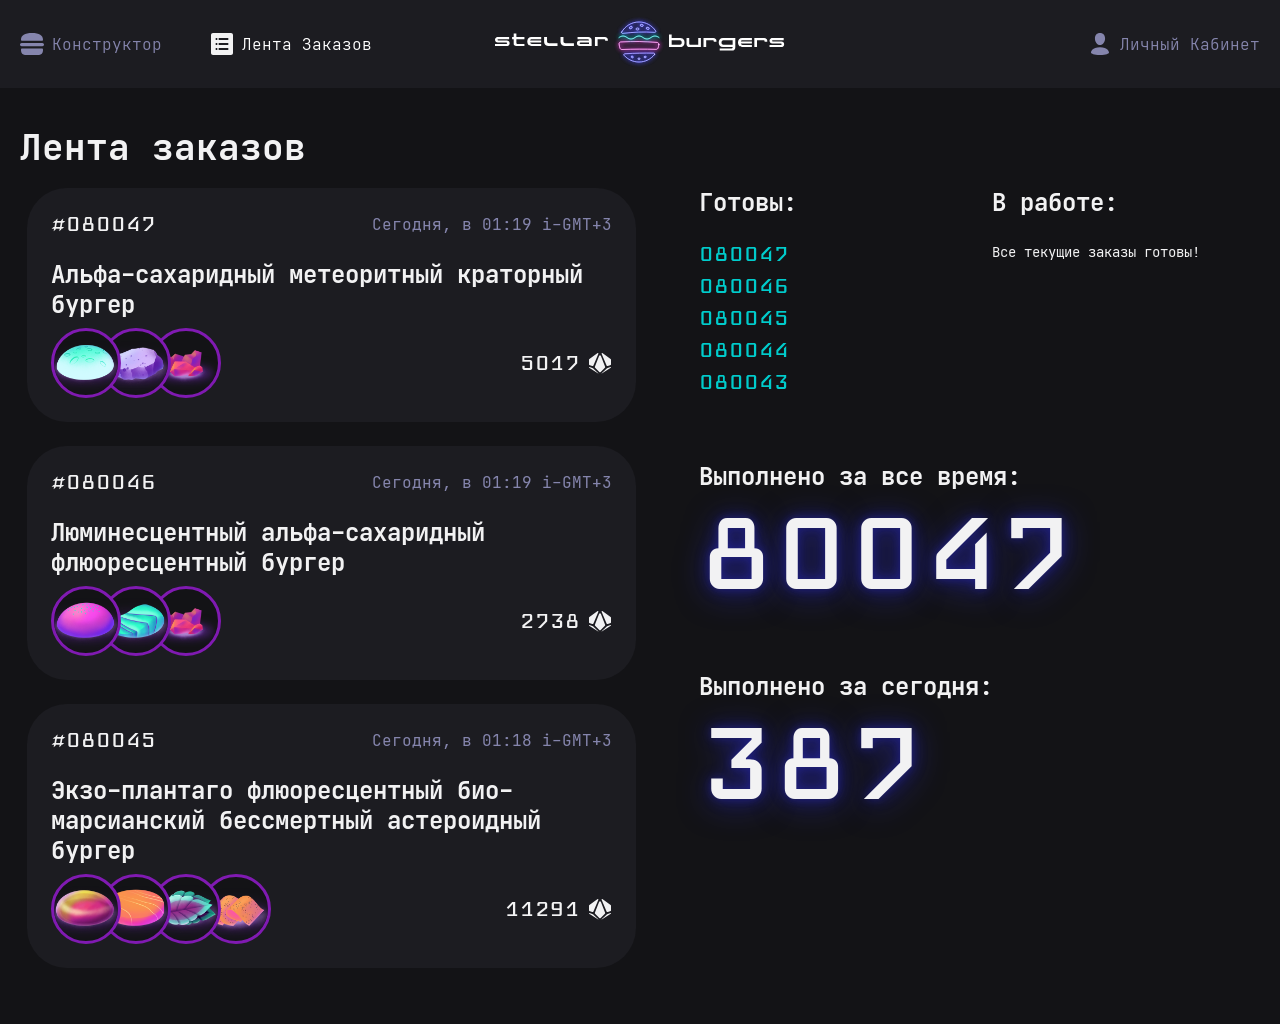 Конструктор
Лента Заказов
stellar burgers
Личный Кабинет
Лента заказов
#080047
Сегодня, в 01:19 i-GMT+3
Альфа-сахаридный метеоритный краторный
бургер
5017
#080046
Сегодня, в 01:19 i-GMT+3
Люминесцентный альфа-сахаридный
флюоресцентный бургер
2738
#080045
Сегодня, в 01:18 i-GMT+3
Экзо-плантаго флюоресцентный био-
марсианский бессмертный астероидный
бургер
11291
Готовы:
080047
080046
080045
080044
080043
В работе:
Все текущие заказы готовы!
Выполнено за все время:
80047
Выполнено за сегодня:
387